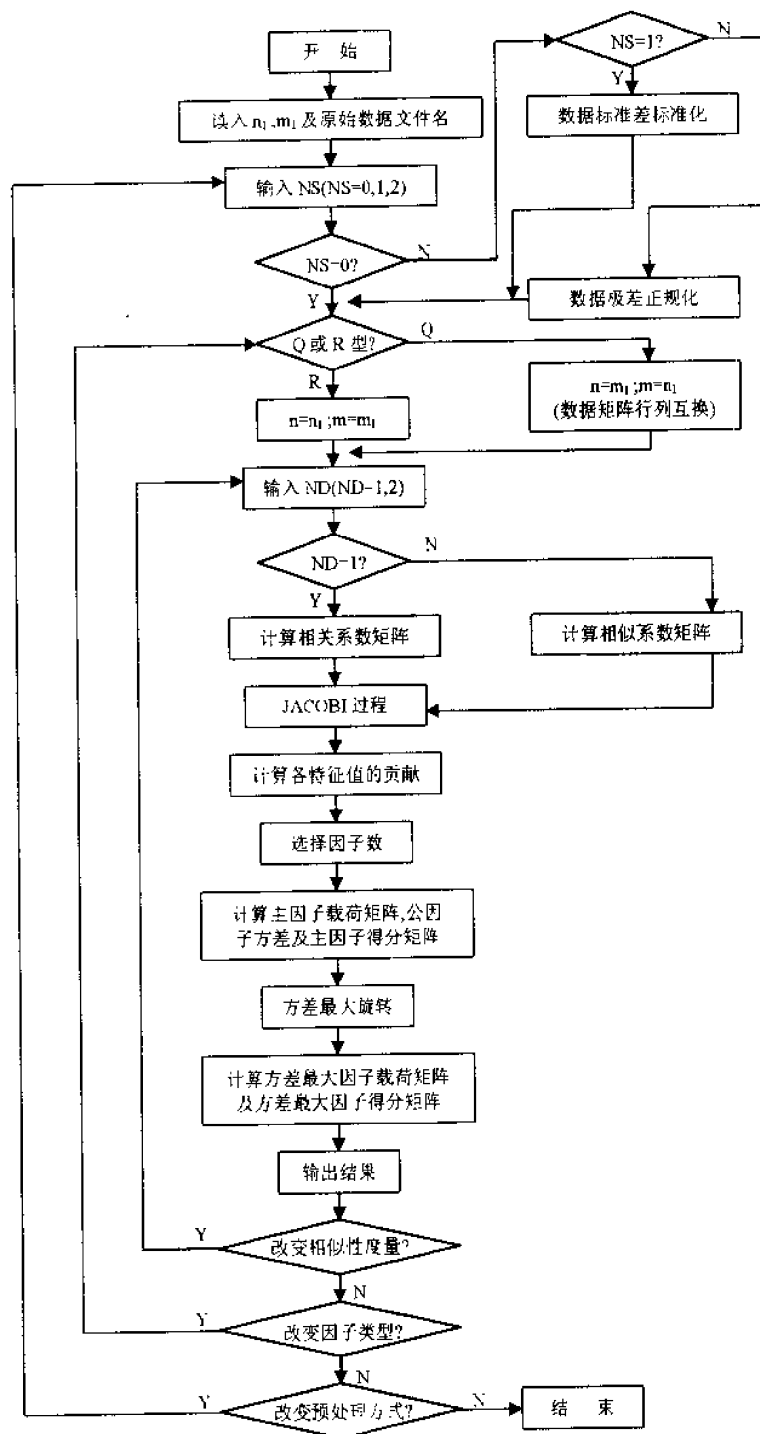 开 始
NS=1?
N
Y
读入 n₁,m₁ 及原始数据文件名
数据标准差标准化
输入 NS(NS=0,1,2)
NS=0?
N
Y
数据极差正规化
Q 或 R 型?
Q
R
n=n₁;m=m₁
n=m₁;m=n₁
(数据矩阵行列互换)
输入 ND(ND=1,2)
ND=1?
N
Y
计算相关系数矩阵
计算相似系数矩阵
JACOBI 过程
计算各特征值的贡献
选择因子数
计算主因子载荷矩阵,公因
子方差及主因子得分矩阵
方差最大旋转
计算方差最大因子载荷矩阵
及方差最大因子得分矩阵
输出结果
改变相似性度量?
Y
N
改变因子类型?
Y
N
改变预处理方式?
Y
N
结 束